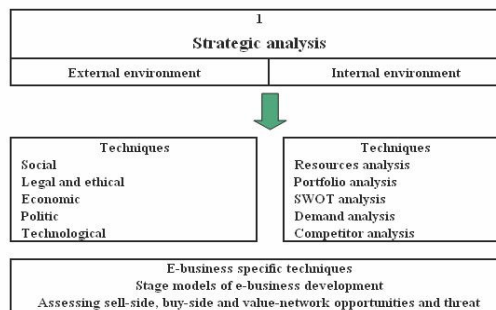 1
Strategic analysis
External environment
Internal environment
Techniques
Social
Legal and ethical
Economic
Politic
Technological
Techniques
Resources analysis
Portfolio analysis
SWOT analysis
Demand analysis
Competitor analysis
E-business specific techniques
Stage models of e-business development
Assessing sell-side, buy-side and value-network opportunities and threat